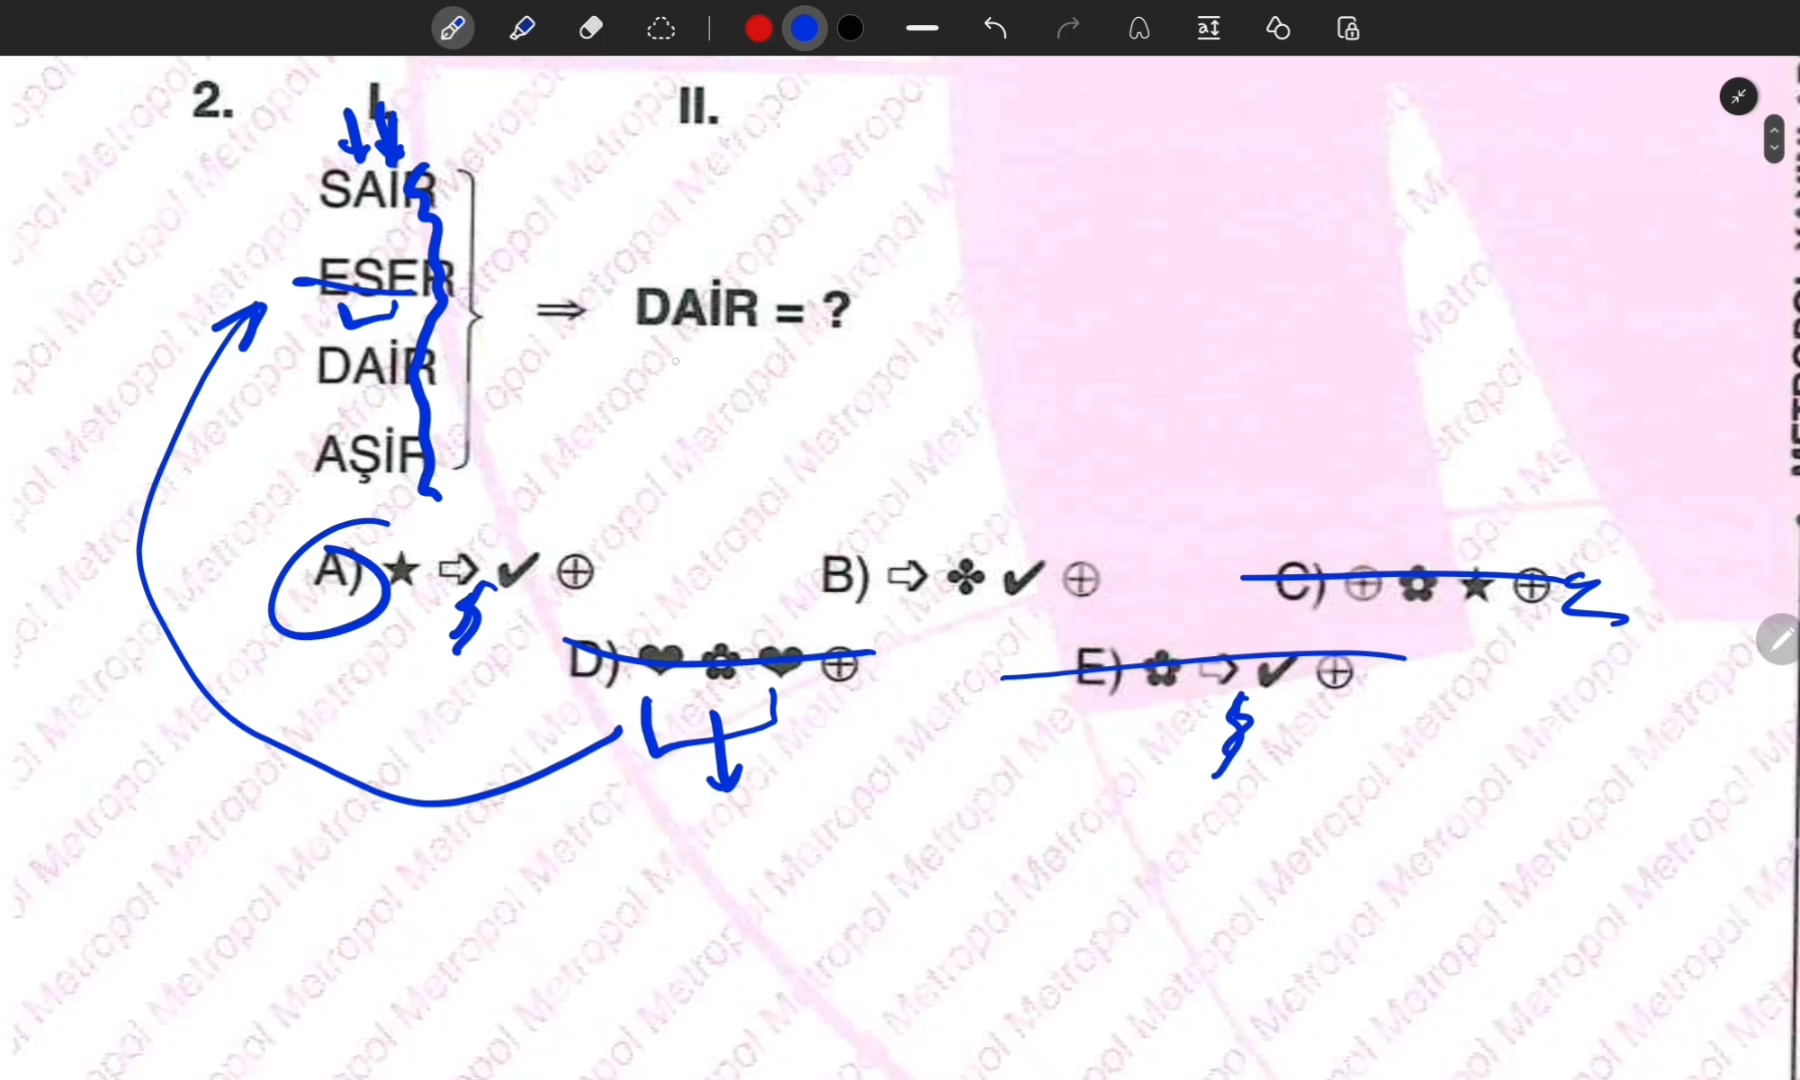 2. I. II.
SAİR
ESER
DAİR
AŞİR
⇒ DAİR = ?
A) ★ ⇨ ✔ ⊕
B) ⇨ ✤ ✔ ⊕
C) ⊕ ✿ ★ ⊕
D) ♥ ✿ ♥ ⊕
E) ✿ ⇨ ✔ ⊕